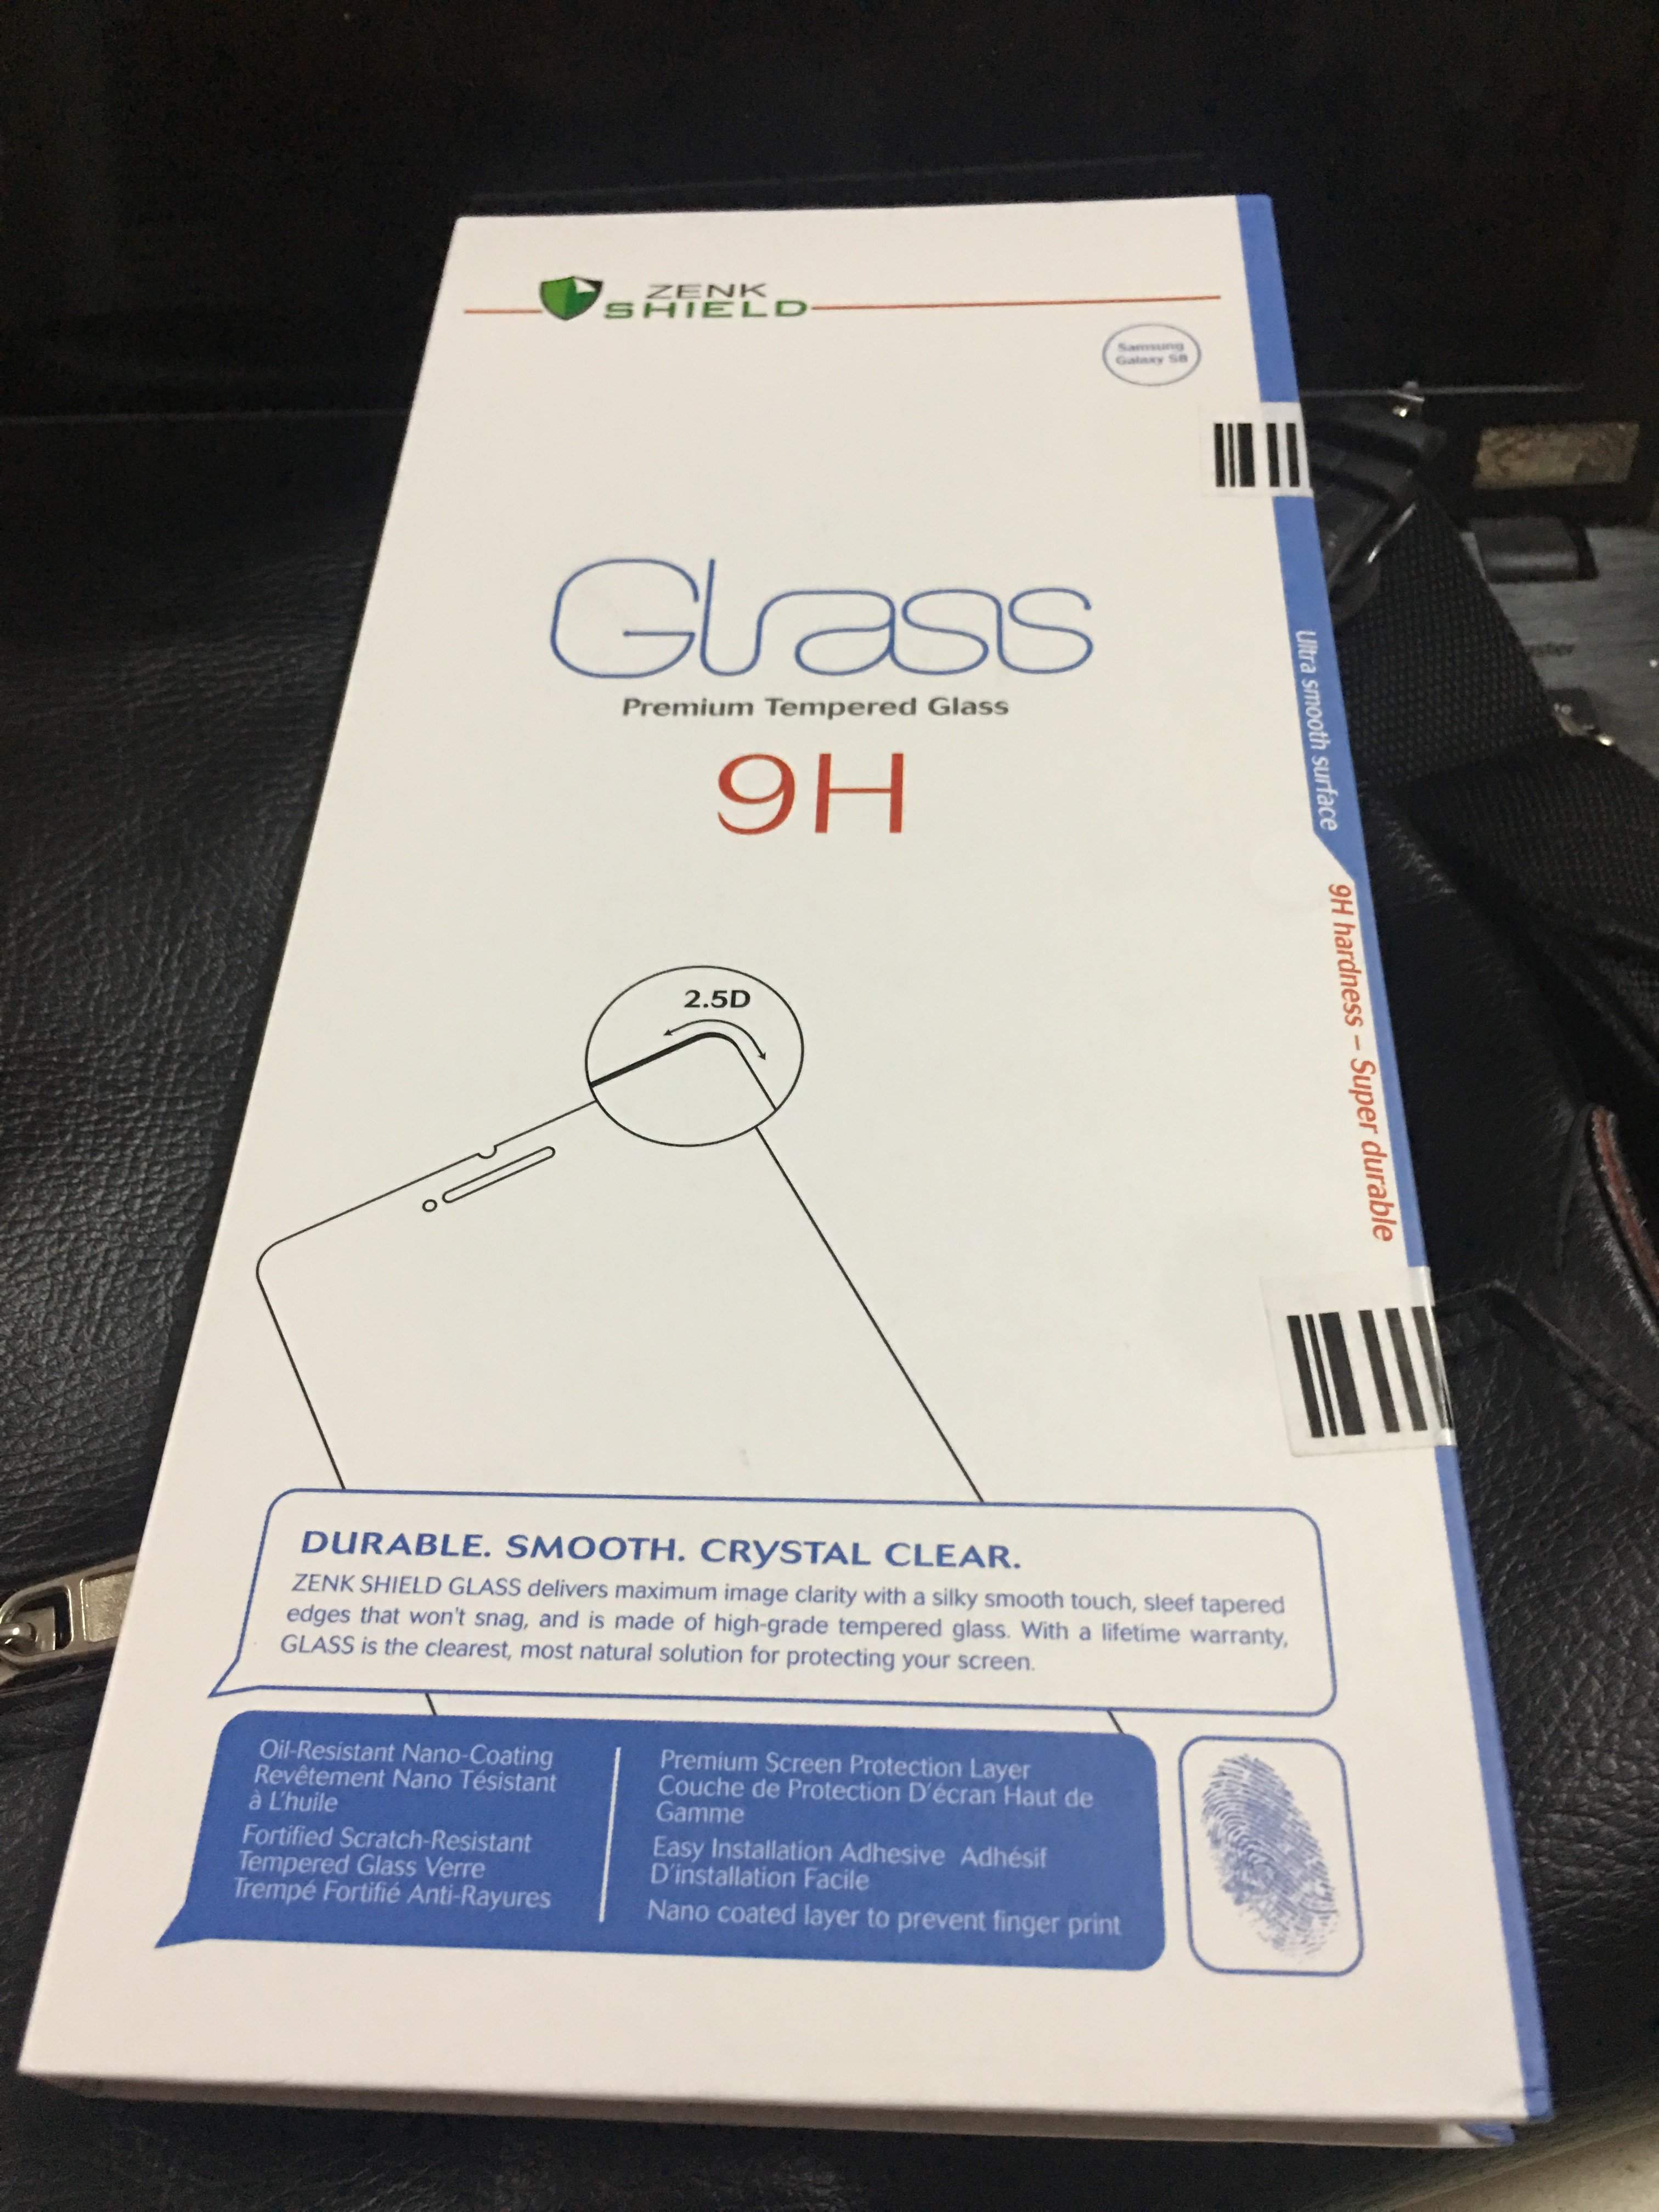 ZENK
SHIELD
Samsung
Galaxy S8
Glass
Premium Tempered Glass
9H
Ultra smooth surface
9H hardness – Super durable
2.5D
DURABLE. SMOOTH. CRySTAL CLEAR.
ZENK SHIELD GLASS delivers maximum image clarity with a silky smooth touch, sleef tapered
edges that won't snag, and is made of high-grade tempered glass. With a lifetime warranty,
GLASS is the clearest, most natural solution for protecting your screen.
Oil-Resistant Nano-Coating
Revêtement Nano Tésistant
à L'huile
Fortified Scratch-Resistant
Tempered Glass Verre
Trempé Fortifié Anti-Rayures
Premium Screen Protection Layer
Couche de Protection D'écran Haut de
Gamme
Easy Installation Adhesive Adhésif
D'installation Facile
Nano coated layer to prevent finger print